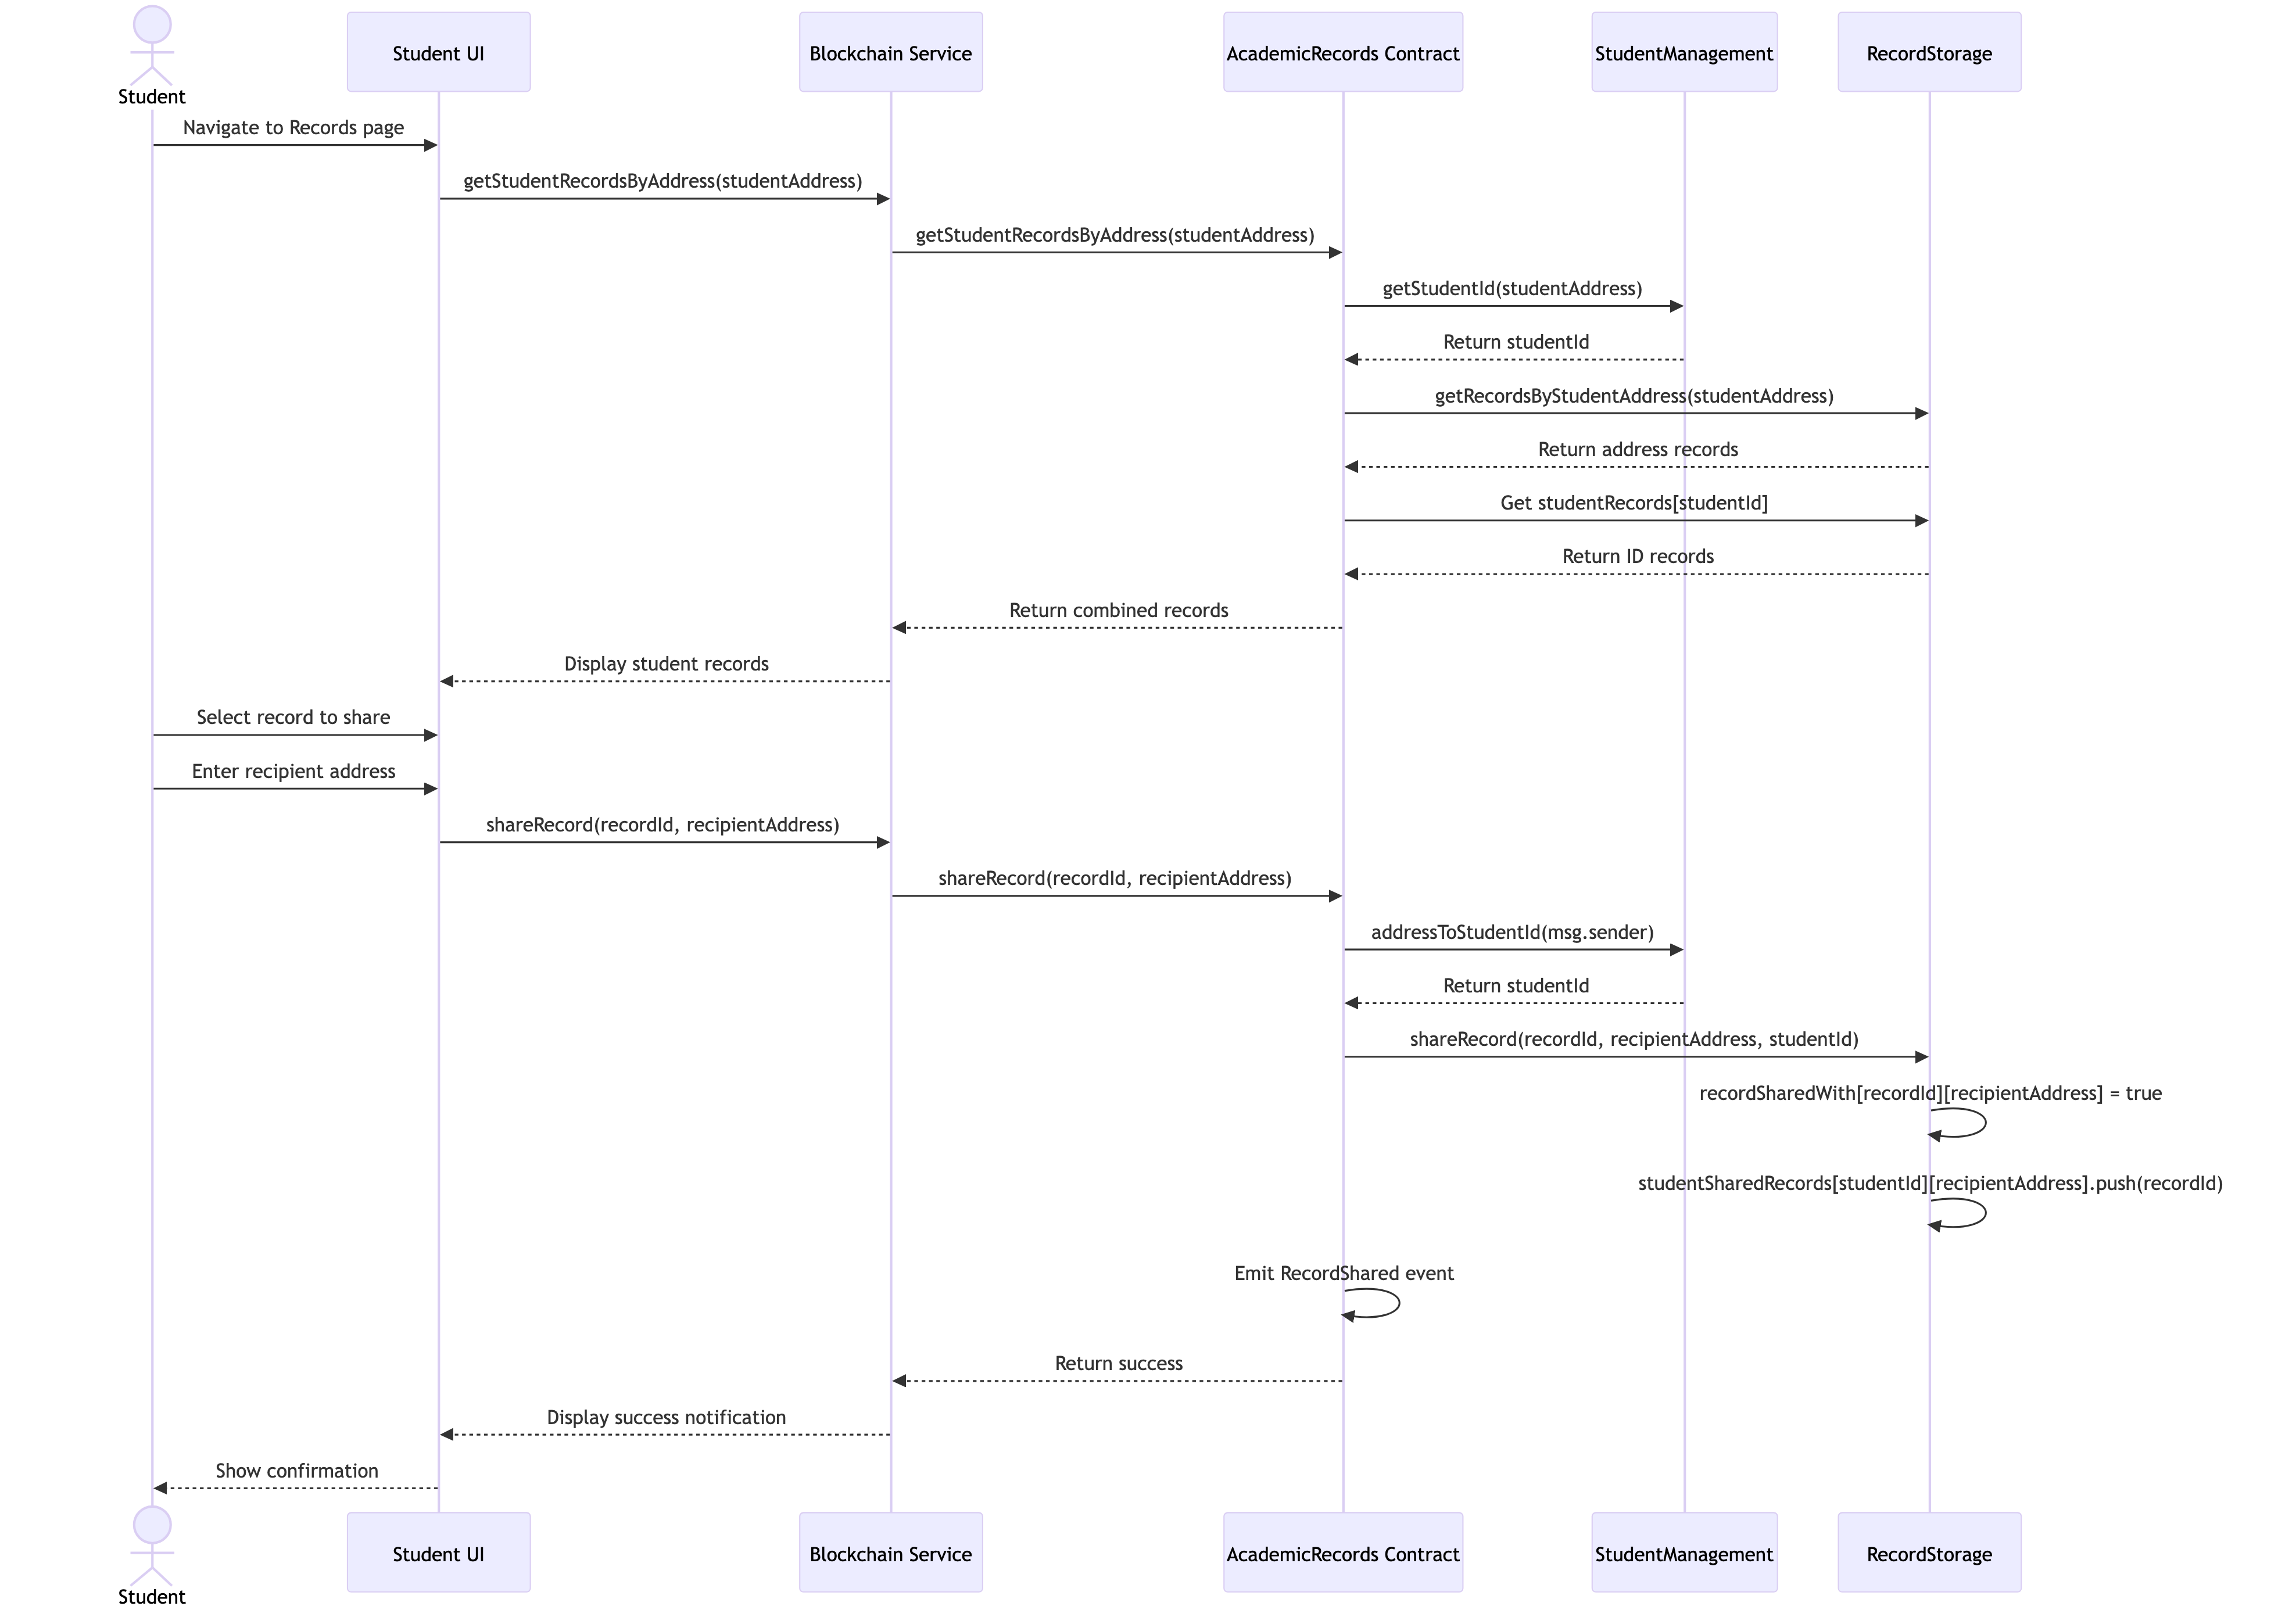 Student
Student UI
Blockchain Service
AcademicRecords Contract
StudentManagement
RecordStorage
Navigate to Records page
getStudentRecordsByAddress(studentAddress)
getStudentRecordsByAddress(studentAddress)
getStudentId(studentAddress)
Return studentId
getRecordsByStudentAddress(studentAddress)
Return address records
Get studentRecords[studentId]
Return ID records
Return combined records
Display student records
Select record to share
Enter recipient address
shareRecord(recordId, recipientAddress)
shareRecord(recordId, recipientAddress)
addressToStudentId(msg.sender)
Return studentId
shareRecord(recordId, recipientAddress, studentId)
recordSharedWith[recordId][recipientAddress] = true
studentSharedRecords[studentId][recipientAddress].push(recordId)
Emit RecordShared event
Return success
Display success notification
Show confirmation
Student
Student UI
Blockchain Service
AcademicRecords Contract
StudentManagement
RecordStorage